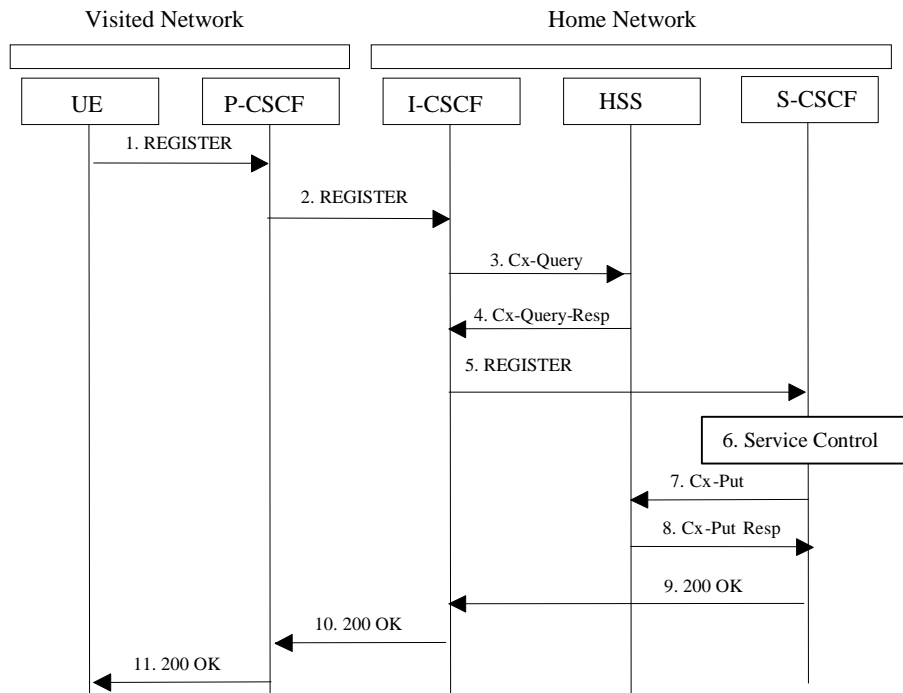 Visited Network
Home Network
UE
P-CSCF
I-CSCF
HSS
S-CSCF
1. REGISTER
2. REGISTER
3. Cx-Query
4. Cx-Query-Resp
5. REGISTER
6. Service Control
7. Cx-Put
8. Cx-Put Resp
9. 200 OK
10. 200 OK
11. 200 OK